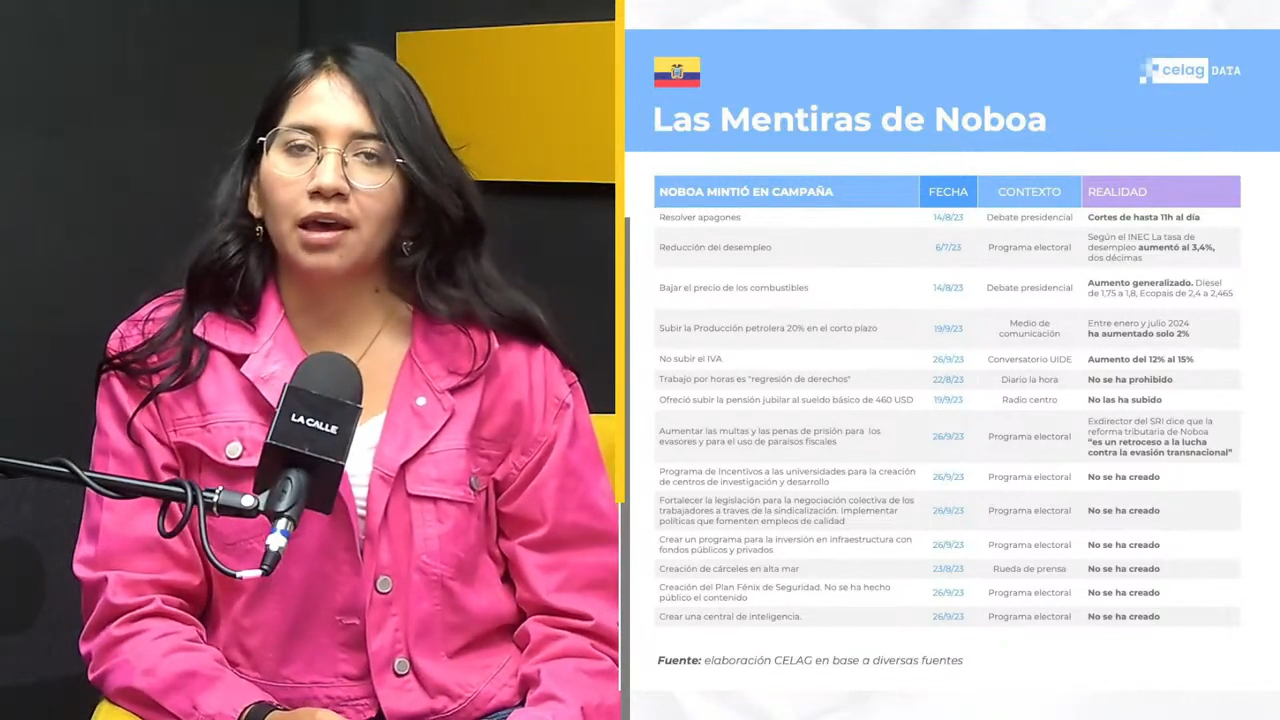 LA CALLE
celag DATA
Las Mentiras de Noboa
NOBOA MINTIÓ EN CAMPAÑA FECHA CONTEXTO REALIDAD
Resolver apagones 14/8/23 Debate presidencial Cortes de hasta 11h al día
Reducción del desempleo 6/7/23 Programa electoral Según el INEC La tasa de
desempleo aumentó al 3,4%,
dos décimas
Bajar el precio de los combustibles 14/8/23 Debate presidencial Aumento generalizado. Diesel
de 1,75 a 1,8, Ecopais de 2,4 a 2,465
Subir la Producción petrolera 20% en el corto plazo 19/9/23 Medio de
comunicación Entre enero y julio 2024
ha aumentado solo 2%
No subir el IVA 26/9/23 Conversatorio UIDE Aumento del 12% al 15%
Trabajo por horas es "regresión de derechos" 22/8/23 Diario la hora No se ha prohibido
Ofreció subir la pensión jubilar al sueldo básico de 460 USD 19/9/23 Radio centro No las ha subido
Aumentar las multas y las penas de prisión para los
evasores y para el uso de paraísos fiscales 26/9/23 Programa electoral Exdirector del SRI dice que la
reforma tributaria de Noboa
“es un retroceso a la lucha
contra la evasión transnacional”
Programa de Incentivos a las universidades para la creación
de centros de investigación y desarrollo 26/9/23 Programa electoral No se ha creado
Fortalecer la legislación para la negociación colectiva de los
trabajadores a traves de la sindicalización. Implementar
políticas que fomenten empleos de calidad 26/9/23 Programa electoral No se ha creado
Crear un programa para la inversión en infraestructura con
fondos públicos y privados 26/9/23 Programa electoral No se ha creado
Creación de cárceles en alta mar 23/8/23 Rueda de prensa No se ha creado
Creación del Plan Fénix de Seguridad. No se ha hecho
público el contenido 26/9/23 Programa electoral No se ha creado
Crear una central de inteligencia. 26/9/23 Programa electoral No se ha creado
Fuente: elaboración CELAG en base a diversas fuentes